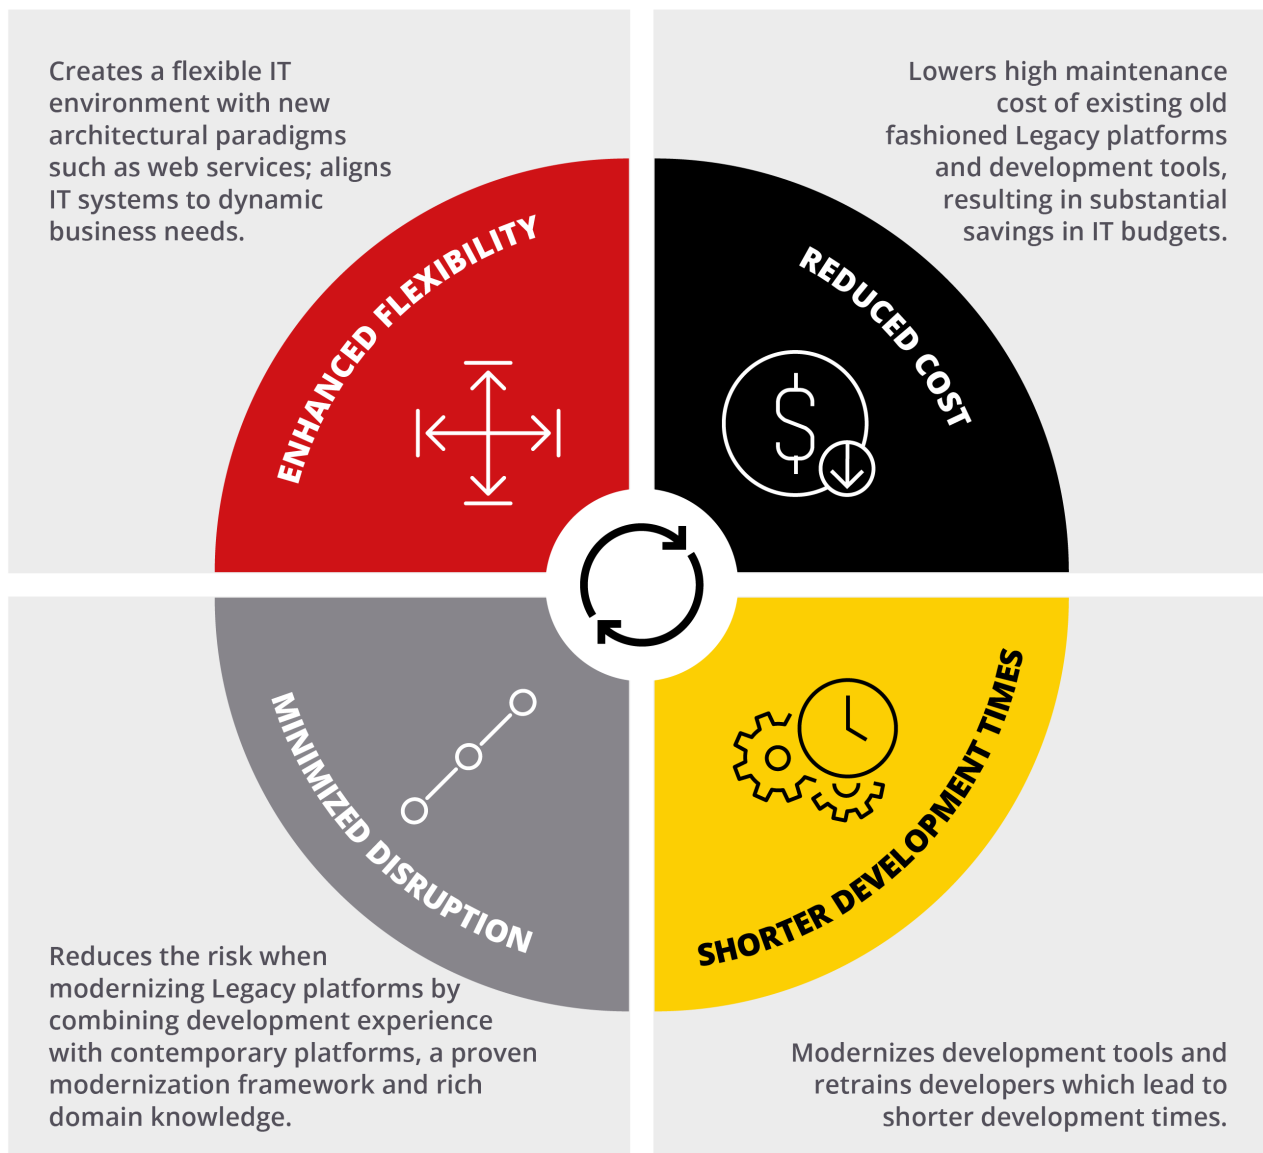 Creates a flexible IT
environment with new
architectural paradigms
such as web services; aligns
IT systems to dynamic
business needs.
ENHANCED FLEXIBILITY
Lowers high maintenance
cost of existing old
fashioned Legacy platforms
and development tools,
resulting in substantial
savings in IT budgets.
REDUCED COST
$
MINIMIZED DISRUPTION
Reduces the risk when
modernizing Legacy platforms by
combining development experience
with contemporary platforms, a proven
modernization framework and rich
domain knowledge.
SHORTER DEVELOPMENT TIMES
Modernizes development tools and
retrains developers which lead to
shorter development times.